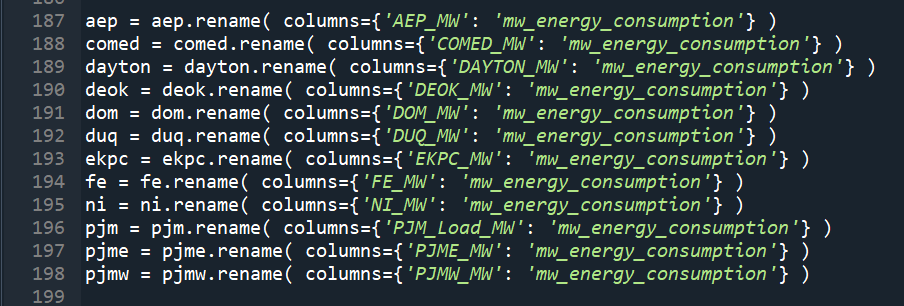 187 aep = aep.rename( columns={'AEP_MW': 'mw_energy_consumption'} )
188 comed = comed.rename( columns={'COMED_MW': 'mw_energy_consumption'} )
189 dayton = dayton.rename( columns={'DAYTON_MW': 'mw_energy_consumption'} )
190 deok = deok.rename( columns={'DEOK_MW': 'mw_energy_consumption'} )
191 dom = dom.rename( columns={'DOM_MW': 'mw_energy_consumption'} )
192 duq = duq.rename( columns={'DUQ_MW': 'mw_energy_consumption'} )
193 ekpc = ekpc.rename( columns={'EKPC_MW': 'mw_energy_consumption'} )
194 fe = fe.rename( columns={'FE_MW': 'mw_energy_consumption'} )
195 ni = ni.rename( columns={'NI_MW': 'mw_energy_consumption'} )
196 pjm = pjm.rename( columns={'PJM_Load_MW': 'mw_energy_consumption'} )
197 pjme = pjme.rename( columns={'PJME_MW': 'mw_energy_consumption'} )
198 pjmw = pjmw.rename( columns={'PJMW_MW': 'mw_energy_consumption'} )
199